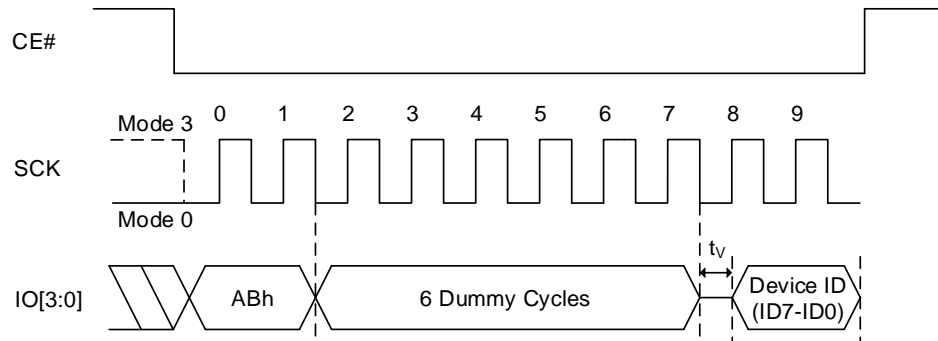 CE#
0 1 2 3 4 5 6 7 8 9
Mode 3
SCK
Mode 0
tV
IO[3:0]
ABh
6 Dummy Cycles
Device ID
(ID7-ID0)